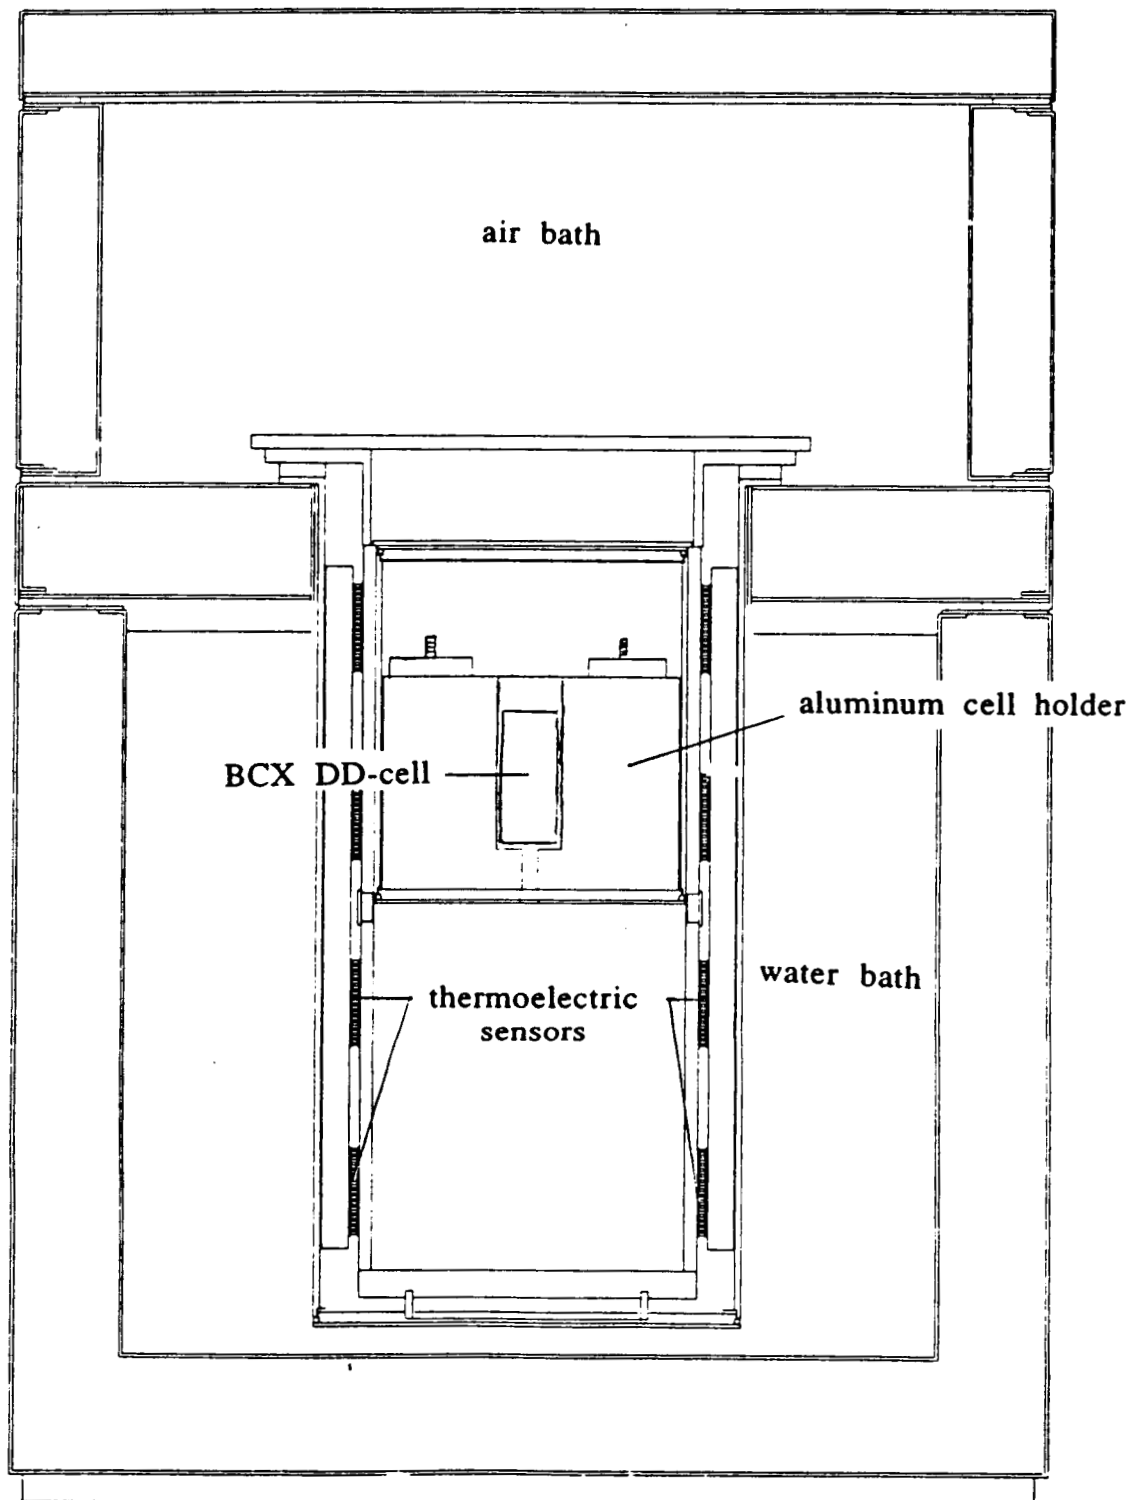 air bath
aluminum cell holder
BCX DD-cell
water bath
thermoelectric
sensors